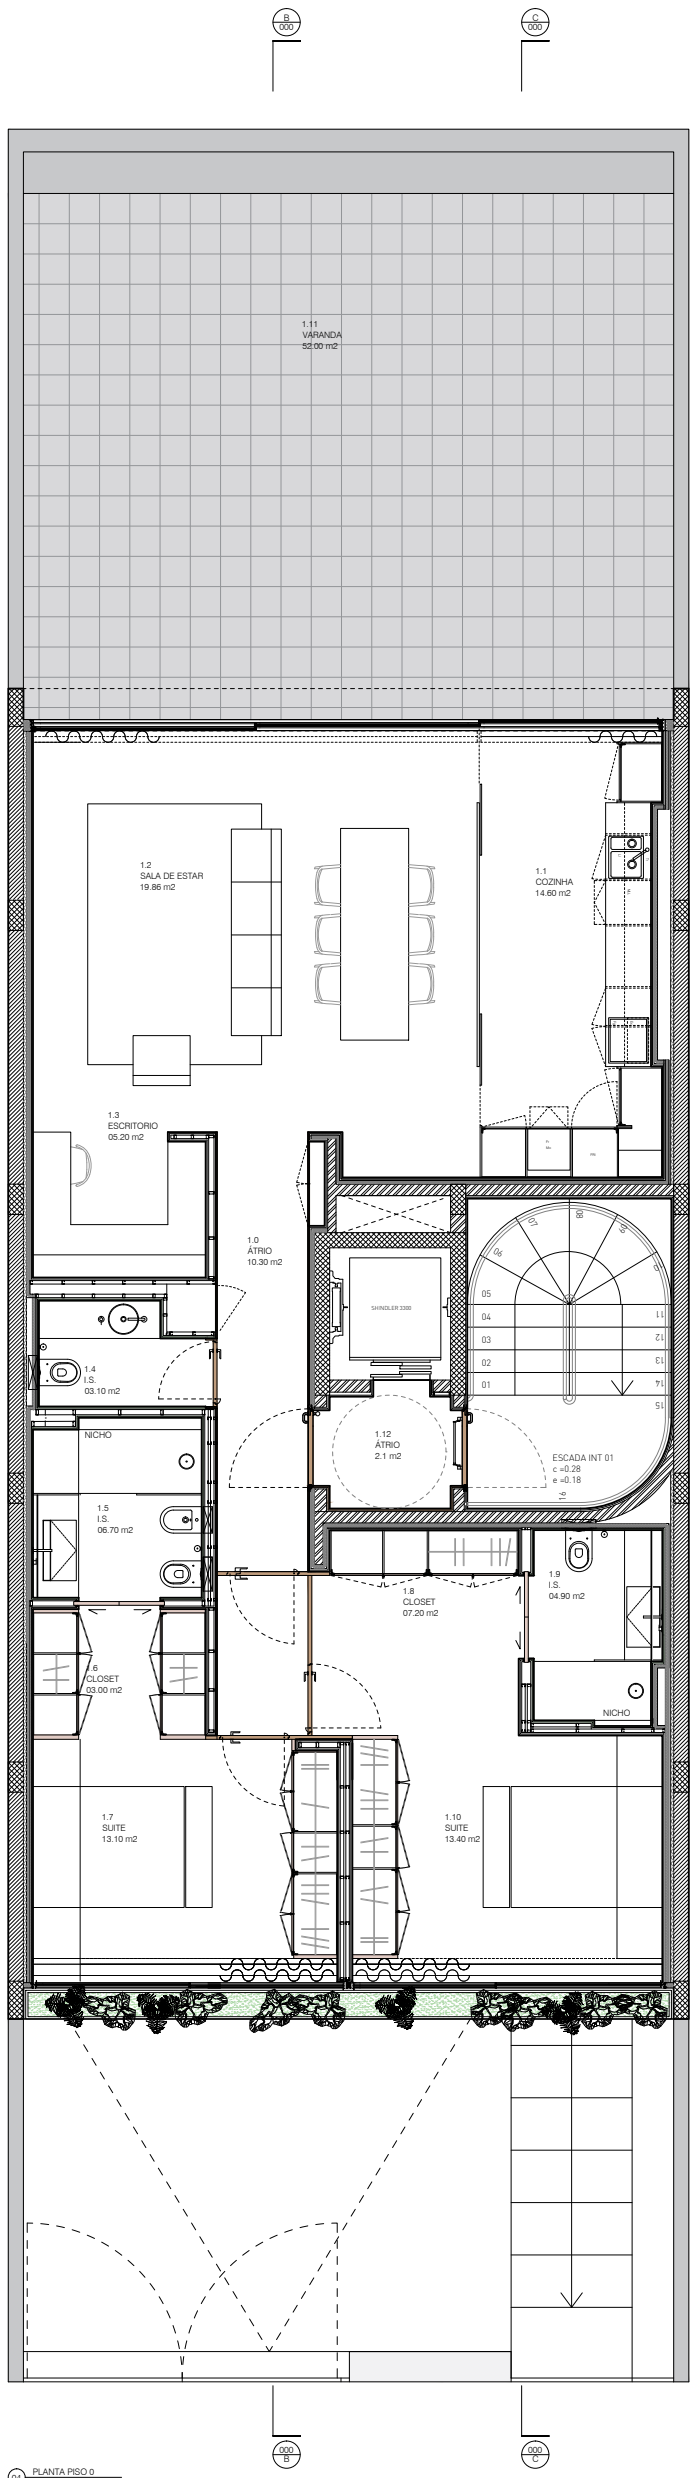 B
000
C
000
1.11
VARANDA
52.00 m2
1.2
SALA DE ESTAR
19.86 m2
1.1
COZINHA
14.60 m2
1.3
ESCRITORIO
05.20 m2
1.0
ÁTRIO
10.30 m2
SHINDLER 3300
07
08
09
06
05
04
03
02
01
11
12
13
14
15
16
1.4
I.S.
03.10 m2
1.12
ÁTRIO
2.1 m2
ESCADA INT 01
c =0.28
e =0.18
NICHO
1.5
I.S.
06.70 m2
1.8
CLOSET
07.20 m2
1.9
I.S.
04.90 m2
NICHO
CLOSET
03.00 m2
1.7
SUITE
13.10 m2
1.10
SUITE
13.40 m2
000
B
000
C
PLANTA PISO 0